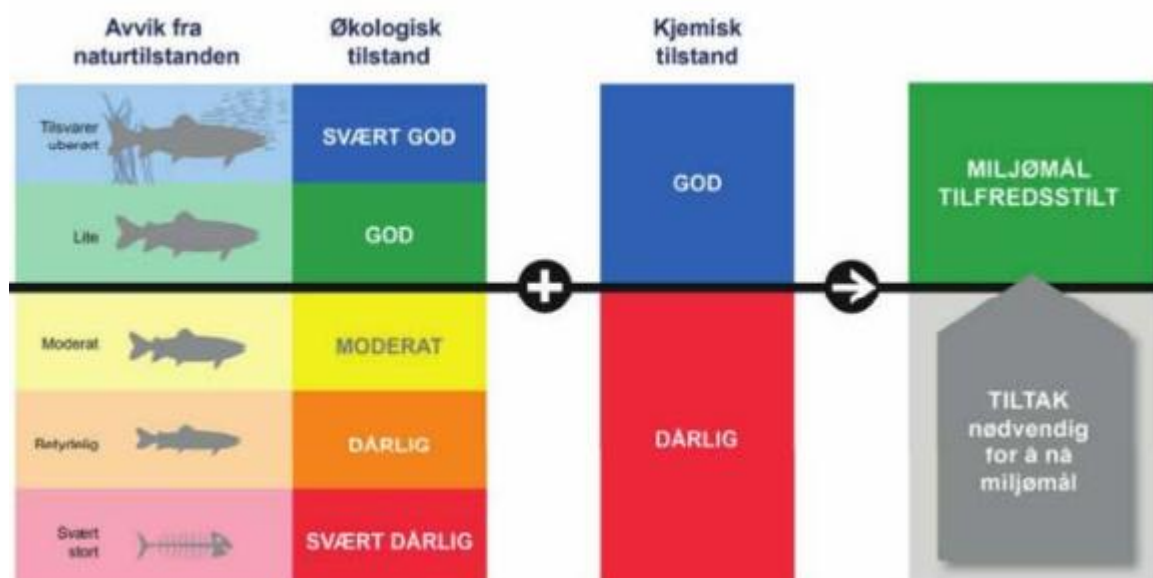 Avvik fra
naturtilstanden
Økologisk
tilstand
Kjemisk
tilstand
Tilsvarer
uberørt
SVÆRT GOD
Lite
GOD
GOD
MILJØMÅL
TILFREDSSTILT
Moderat
MODERAT
Betydelig
DÅRLIG
DÅRLIG
TILTAK
nødvendig
for å nå
miljømål
Svært
stort
SVÆRT DÅRLIG